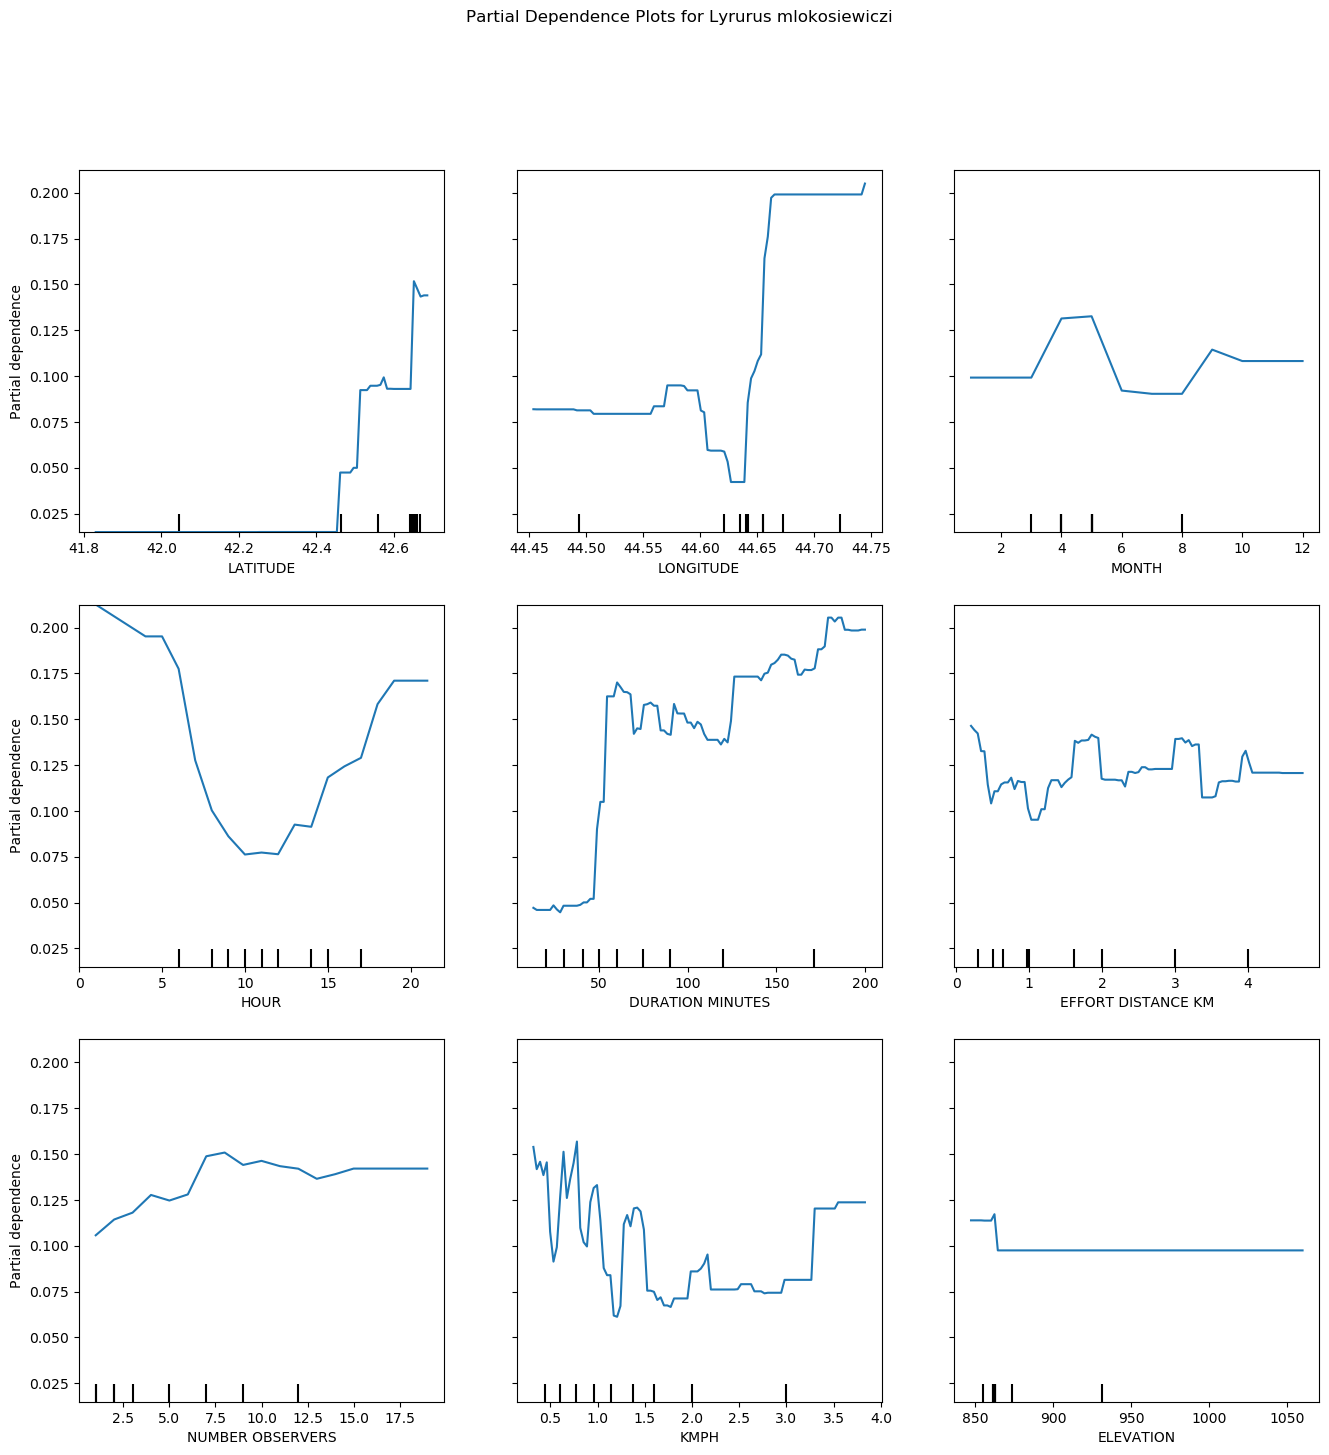 Partial Dependence Plots for Lyrurus mlokosiewiczi
Partial dependence
0.200
0.175
0.150
0.125
0.100
0.075
0.050
0.025
41.8 42.0 42.2 42.4 42.6
LATITUDE
44.45 44.50 44.55 44.60 44.65 44.70 44.75
LONGITUDE
2 4 6 8 10 12
MONTH
Partial dependence
0.200
0.175
0.150
0.125
0.100
0.075
0.050
0.025
0 5 10 15 20
HOUR
50 100 150 200
DURATION MINUTES
0 1 2 3 4
EFFORT DISTANCE KM
Partial dependence
0.200
0.175
0.150
0.125
0.100
0.075
0.050
0.025
2.5 5.0 7.5 10.0 12.5 15.0 17.5
NUMBER OBSERVERS
0.5 1.0 1.5 2.0 2.5 3.0 3.5 4.0
KMPH
850 900 950 1000 1050
ELEVATION